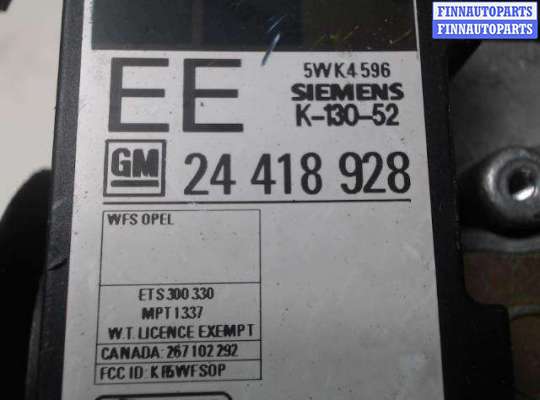 FINNAUTOPARTS
FINNAUTOPARTS
EE
5WK4 596
SIEMENS
K-130-52
GM
24 418 928
WFS OPEL
ETS 300 330
MPT 1337
W.T. LICENCE EXEMPT
CANADA: 267 102 292
FCC ID: KR5WFSOP